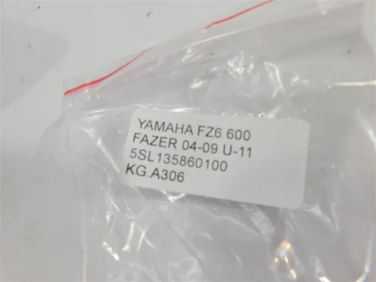 YAMAHA FZ6 600
FAZER 04-09 U-11
5SL135860100
KG.A306